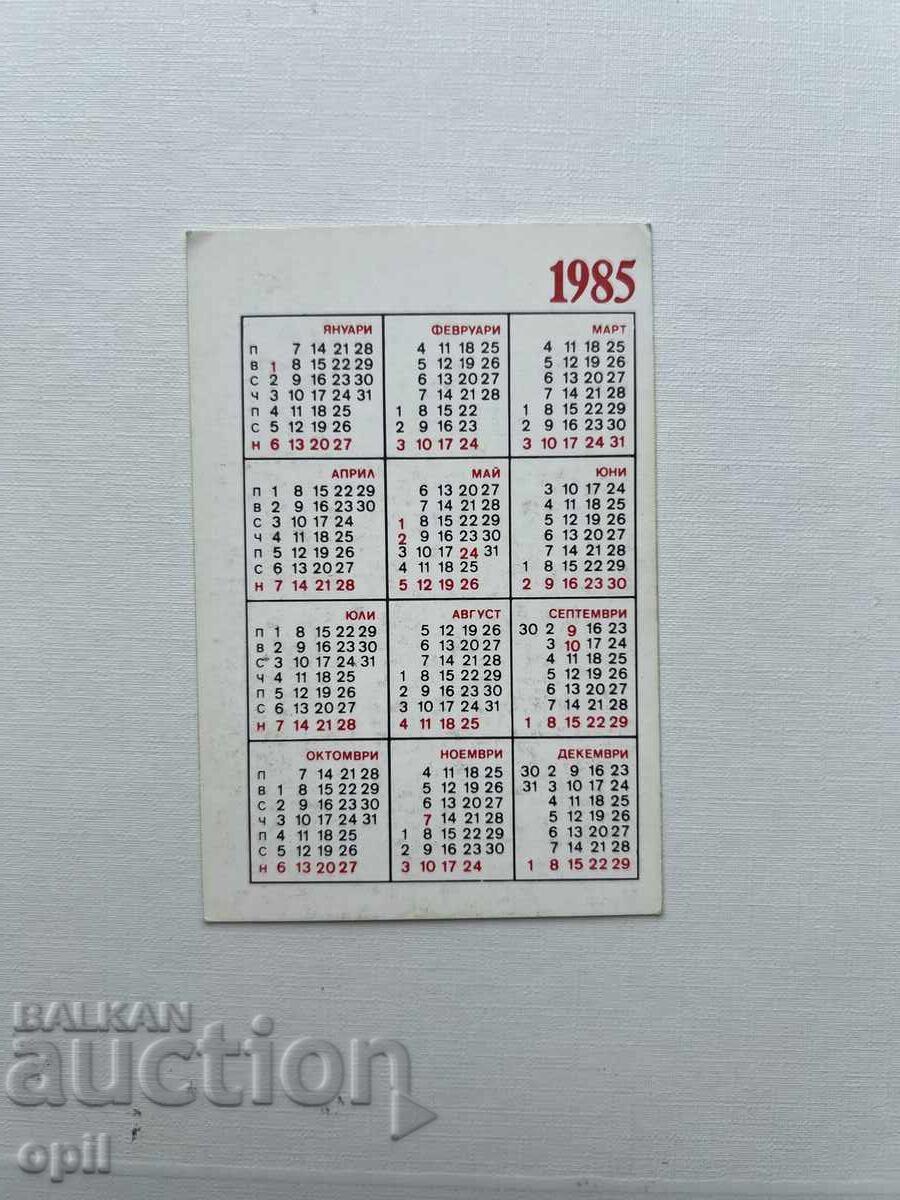 1985
ЯНУАРИ ФЕВРУАРИ МАРТ
П 7 14 21 28 4 11 18 25 4 11 18 25
В 1 8 15 22 29 5 12 19 26 5 12 19 26
С 2 9 16 23 30 6 13 20 27 6 13 20 27
Ч 3 10 17 24 31 7 14 21 28 7 14 21 28
П 4 11 18 25 1 8 15 22 1 8 15 22 29
С 5 12 19 26 2 9 16 23 2 9 16 23 30
Н 6 13 20 27 3 10 17 24 3 10 17 24 31
АПРИЛ МАЙ ЮНИ
П 1 8 15 22 29 6 13 20 27 3 10 17 24
В 2 9 16 23 30 7 14 21 28 4 11 18 25
С 3 10 17 24 1 8 15 22 29 5 12 19 26
Ч 4 11 18 25 2 9 16 23 30 6 13 20 27
П 5 12 19 26 3 10 17 24 31 7 14 21 28
С 6 13 20 27 4 11 18 25 1 8 15 22 29
Н 7 14 21 28 5 12 19 26 2 9 16 23 30
ЮЛИ АВГУСТ СЕПТЕМВРИ
П 1 8 15 22 29 5 12 19 26 30 2 9 16 23
В 2 9 16 23 30 6 13 20 27 3 10 17 24
С 3 10 17 24 31 7 14 21 28 4 11 18 25
Ч 4 11 18 25 1 8 15 22 29 5 12 19 26
П 5 12 19 26 2 9 16 23 30 6 13 20 27
С 6 13 20 27 3 10 17 24 31 7 14 21 28
Н 7 14 21 28 4 11 18 25 1 8 15 22 29
ОКТОМВРИ НОЕМВРИ ДЕКЕМВРИ
П 7 14 21 28 4 11 18 25 30 2 9 16 23
В 1 8 15 22 29 5 12 19 26 31 3 10 17 24
С 2 9 16 23 30 6 13 20 27 4 11 18 25
Ч 3 10 17 24 31 7 14 21 28 5 12 19 26
П 4 11 18 25 1 8 15 22 29 6 13 20 27
С 5 12 19 26 2 9 16 23 30 7 14 21 28
Н 6 13 20 27 3 10 17 24 1 8 15 22 29
BALKAN
auction
opil